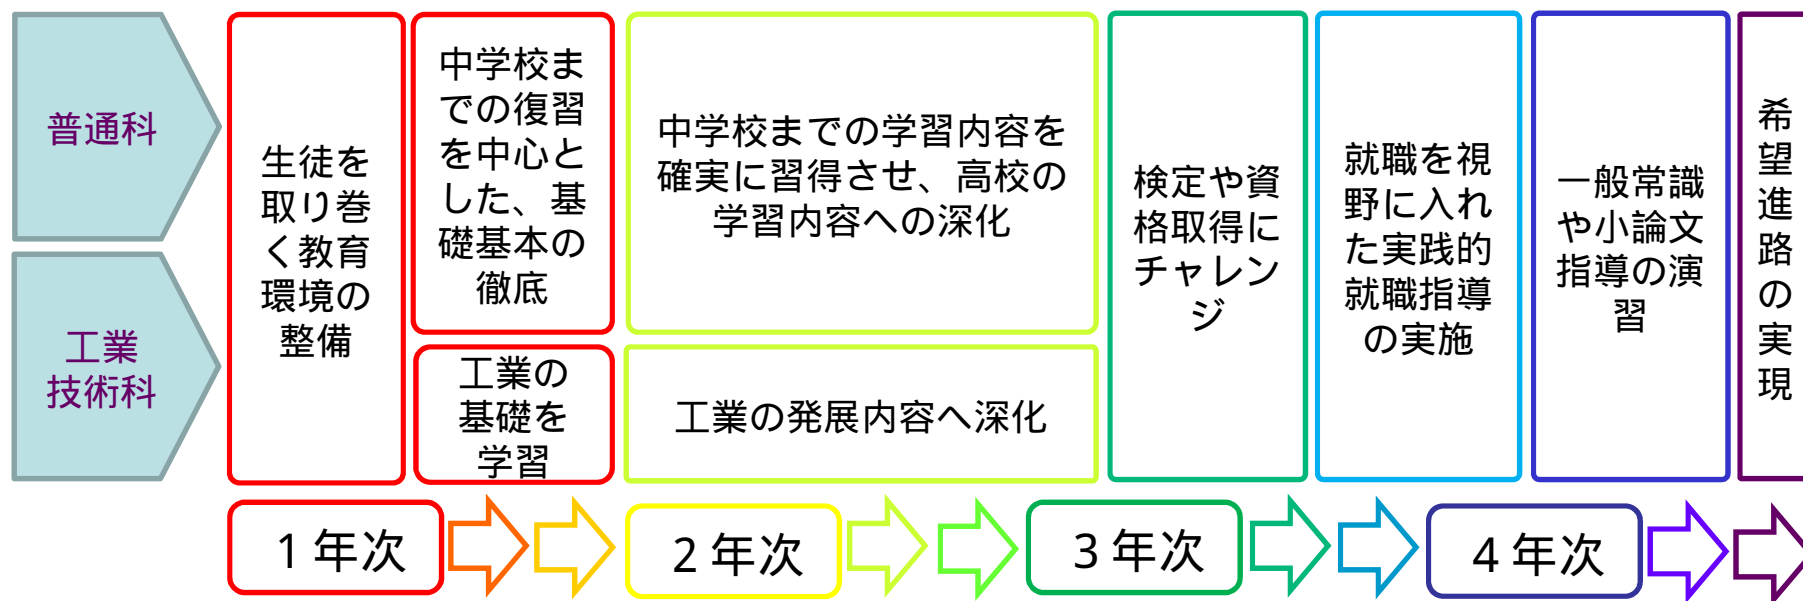 普通科
工業
技術科
生徒を
取り巻
く教育
環境の
整備
中学校ま
での復習
を中心と
した、基
礎基本の
徹底
工業の
基礎を
学習
中学校までの学習内容を
確実に習得させ、高校の
学習内容への深化
工業の発展内容へ深化
検定や資
格取得に
チャレン
ジ
就職を視
野に入れ
た実践的
就職指導
の実施
一般常識
や小論文
指導の演
習
希望進路の実現
1年次
2年次
3年次
4年次